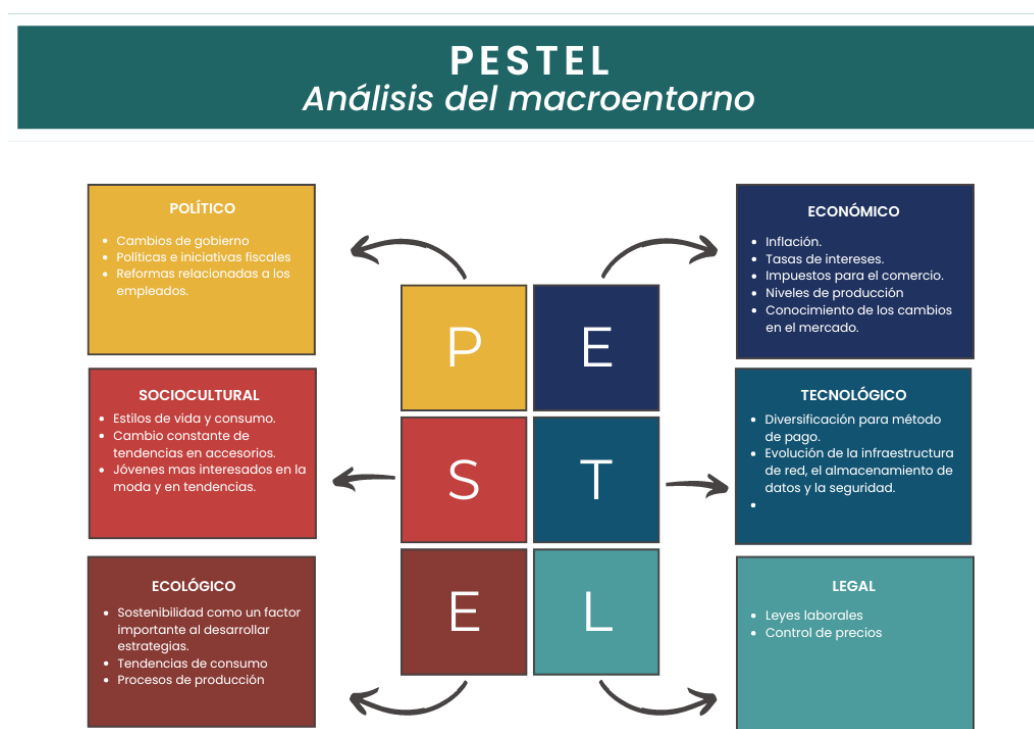 PESTEL
Análisis del macroentorno
POLÍTICO
• Cambios de gobierno
• Políticas e iniciativas fiscales
• Reformas relacionadas a los
empleados.
ECONÓMICO
• Inflación.
• Tasas de intereses.
• Impuestos para el comercio.
• Niveles de producción
• Conocimiento de los cambios
en el mercado.
P
E
SOCIOCULTURAL
• Estilos de vida y consumo.
• Cambio constante de
tendencias en accesorios.
• Jóvenes mas interesados en la
moda y en tendencias.
TECNOLÓGICO
• Diversificación para método
de pago.
• Evolución de la infraestructura
de red, el almacenamiento de
datos y la seguridad.
•
S
T
ECOLÓGICO
• Sostenibilidad como un factor
importante al desarrollar
estrategias.
• Tendencias de consumo
• Procesos de producción
LEGAL
• Leyes laborales
• Control de precios
E
L